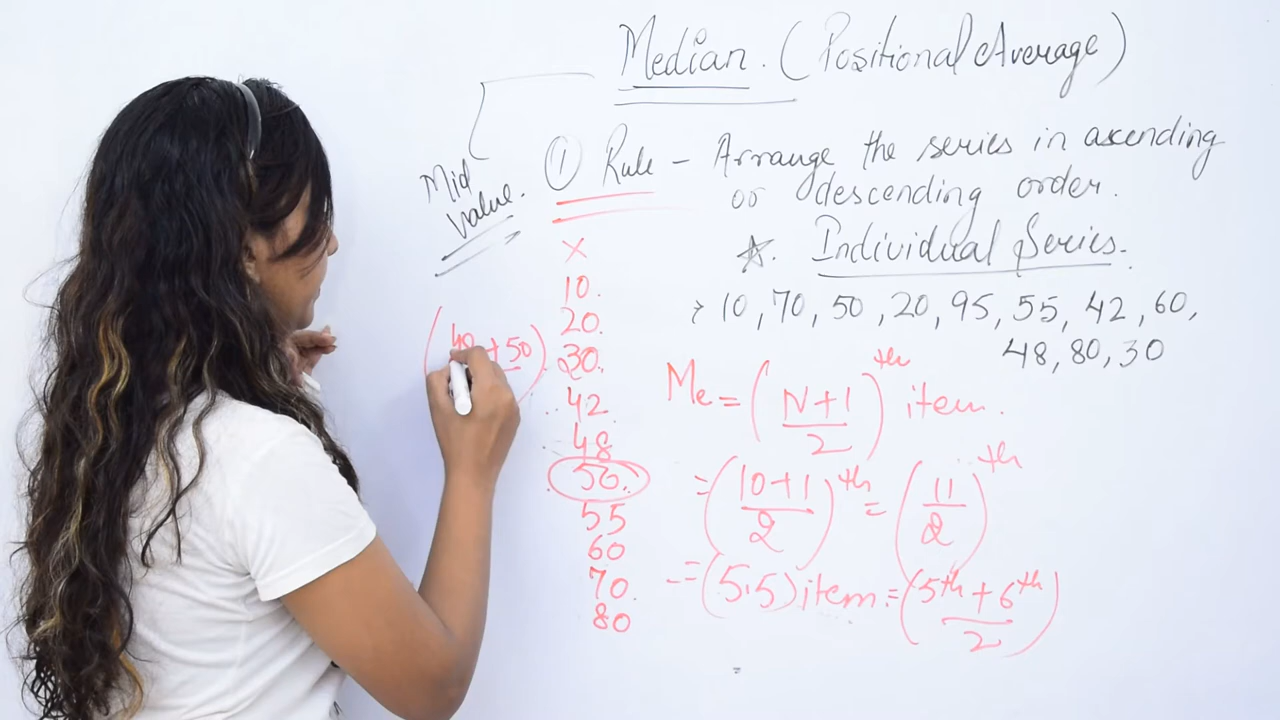 Median. (Positional Average)
Mid
Value.
① Rule - Arrange the series in ascending
or descending order.
☆. Individual Series.
10, 70, 50, 20, 95, 55, 42, 60,
48, 80, 30
X
10.
20.
30.
42
48
50.
55
60
70.
80
+ 50
Me = (N+1/2)th item.
= (10+1/2)th = (11/2)th
= (5.5) item = (5th + 6th/2)